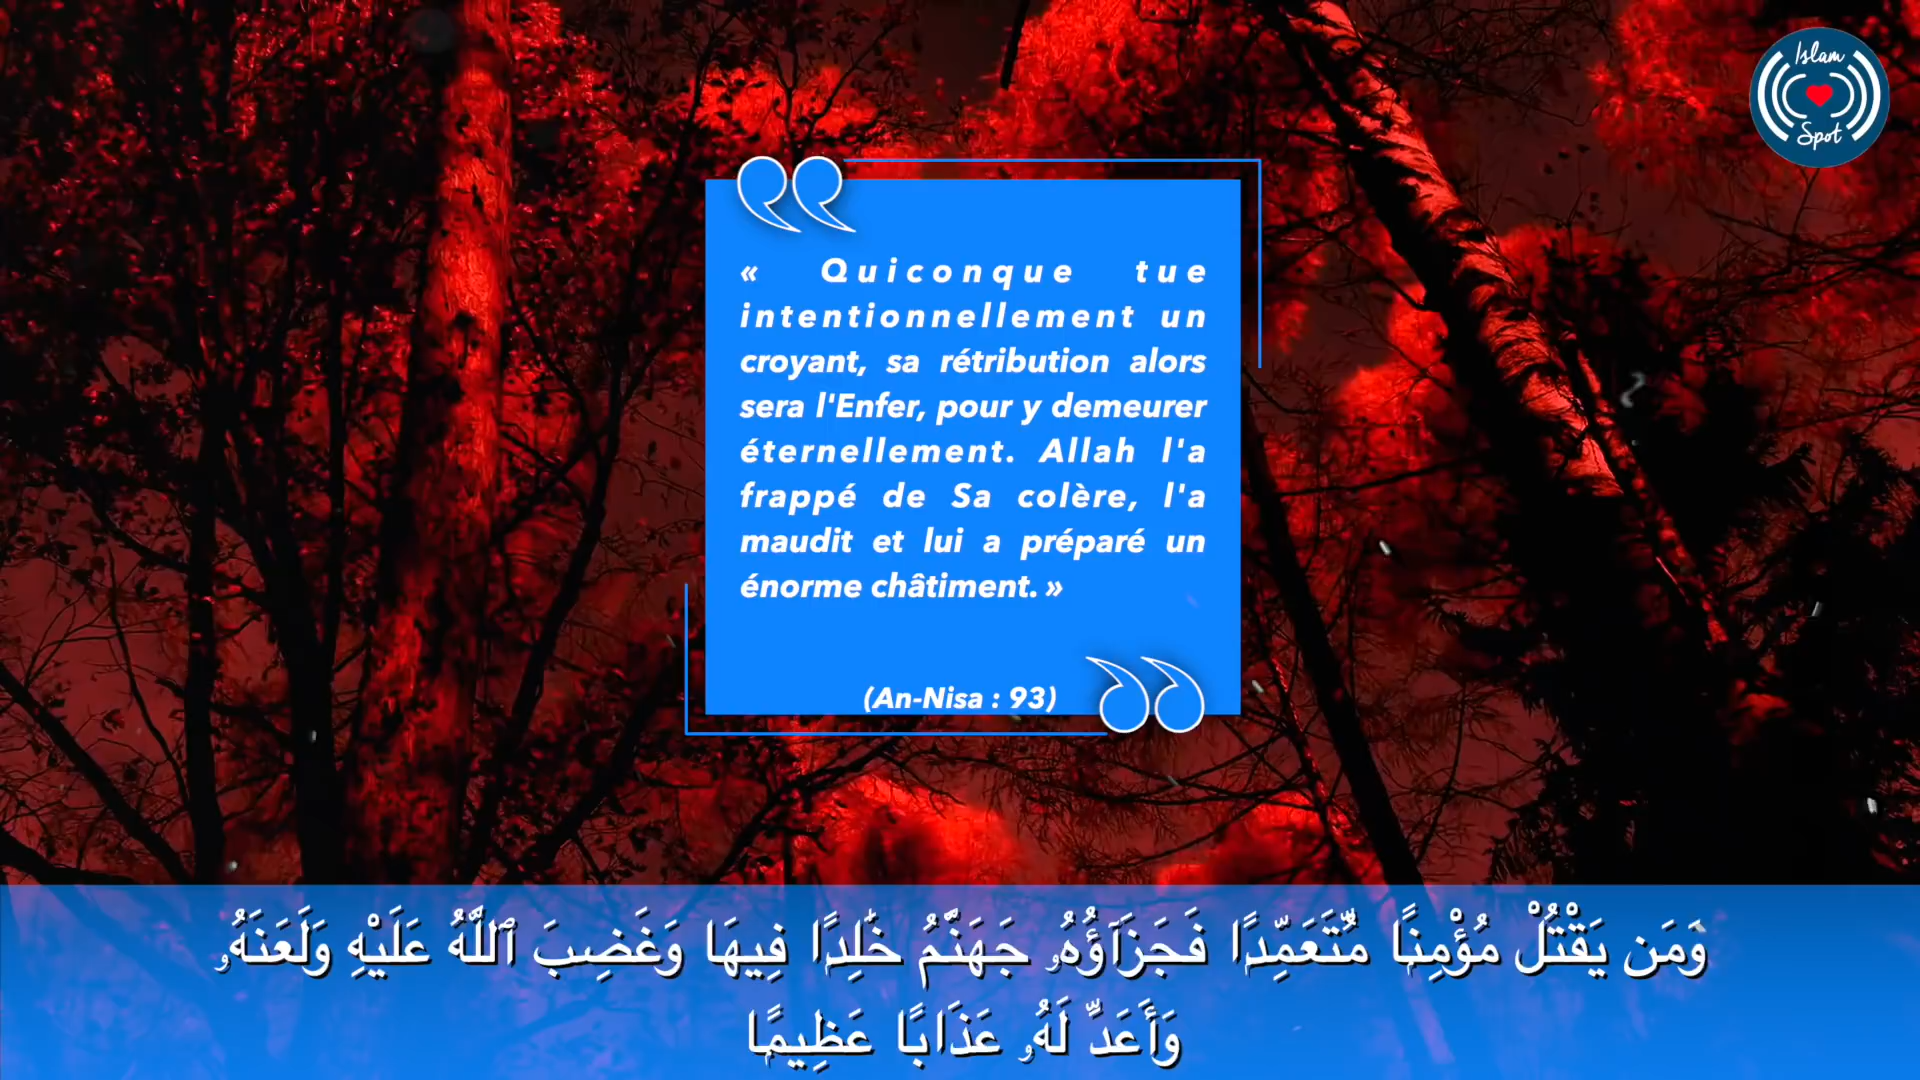 Islam
Spot
« Quiconque tue
intentionnellement un
croyant, sa rétribution alors
sera l'Enfer, pour y demeurer
éternellement. Allah l'a
frappé de Sa colère, l'a
maudit et lui a préparé un
énorme châtiment. »
(An-Nisa : 93)
وَمَن يَقْتُلْ مُؤْمِنًا مُّتَعَمِّدًا فَجَزَآؤُهُۥ جَهَنَّمُ خَٰلِدًا فِيهَا وَغَضِبَ ٱللَّهُ عَلَيْهِ وَلَعَنَهُۥ
وَأَعَدَّ لَهُۥ عَذَابًا عَظِيمًا